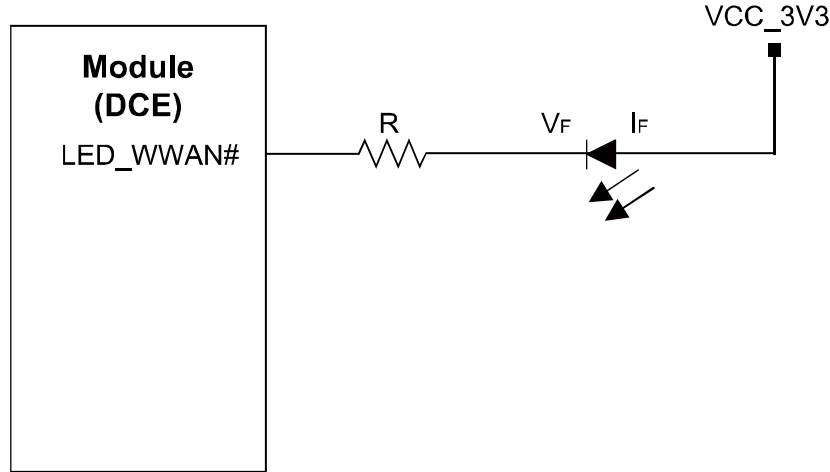 VCC_3V3
Module
(DCE)
R
VF
IF
LED_WWAN#